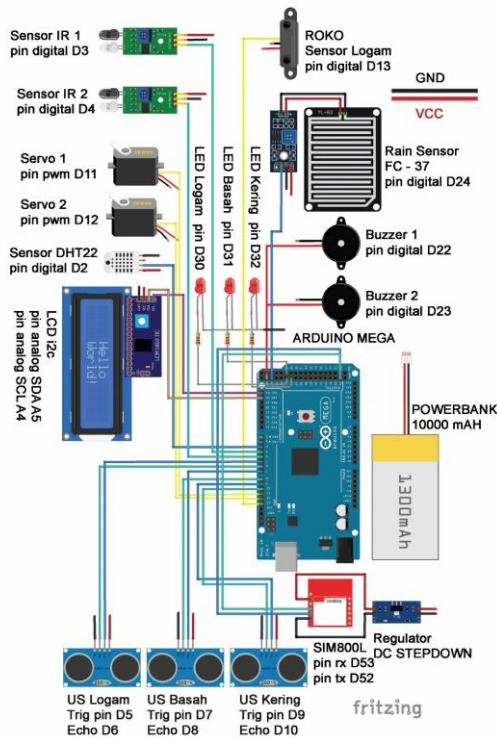 Sensor IR 1
pin digital D3
Sensor IR 2
pin digital D4
Servo 1
pin pwm D11
Servo 2
pin pwm D12
Sensor DHT22
pin digital D2
LCD i2c
pin analog SDA A5
pin analog SCL A4
Hello
World!
LED Logam pin D30
LED Basah pin D31
LED Kering pin D32
ROKO
Sensor Logam
pin digital D13
GND
VCC
Rain Sensor
FC - 37
pin digital D24
Buzzer 1
pin digital D22
Buzzer 2
pin digital D23
ARDUINO MEGA
MEGA
POWERBANK
10000 mAH
1300mAh
SIM800L
pin rx D53
pin tx D52
Regulator
DC STEPDOWN
US Logam
Trig pin D5
Echo D6
US Basah
Trig pin D7
Echo D8
US Kering
Trig pin D9
Echo D10
fritzing